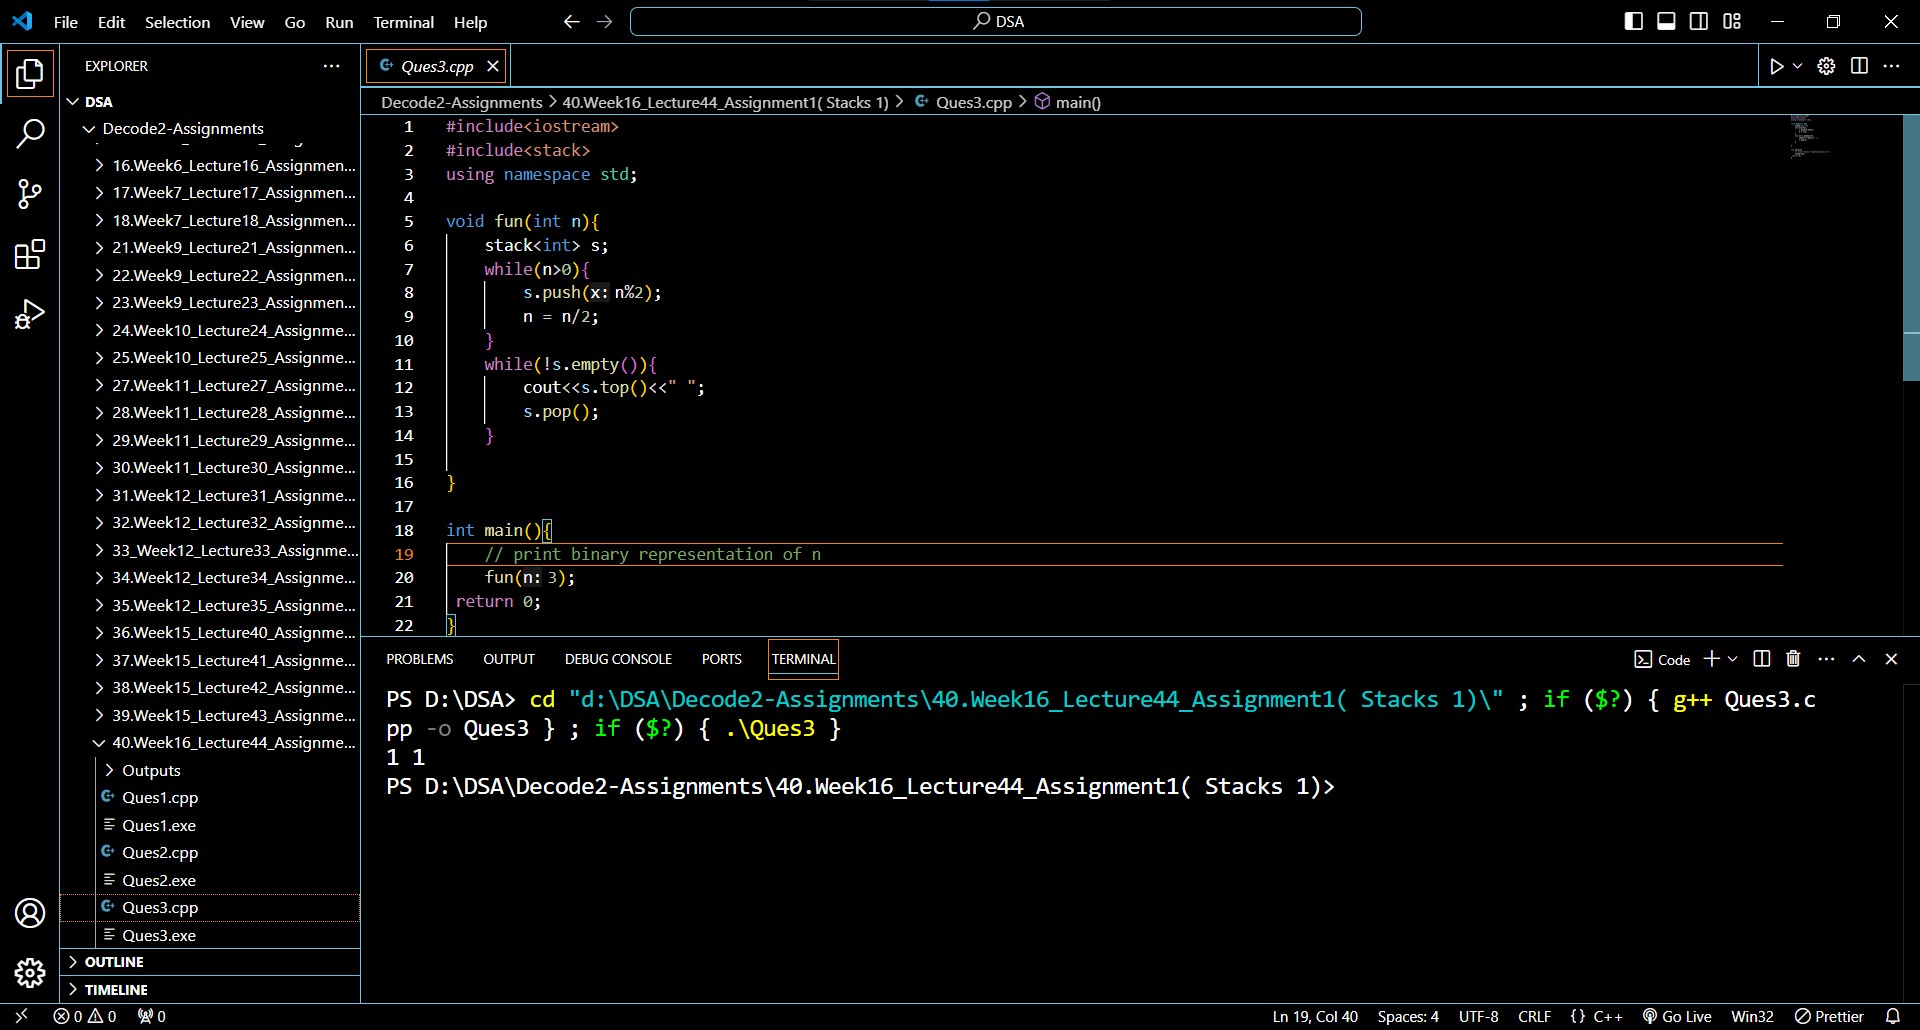 File Edit Selection View Go Run Terminal Help
DSA
EXPLORER
DSA
Decode2-Assignments
16.Week6_Lecture16_Assignmen...
17.Week7_Lecture17_Assignmen...
18.Week7_Lecture18_Assignmen...
21.Week9_Lecture21_Assignmen...
22.Week9_Lecture22_Assignmen...
23.Week9_Lecture23_Assignmen...
24.Week10_Lecture24_Assignme...
25.Week10_Lecture25_Assignme...
27.Week11_Lecture27_Assignme...
28.Week11_Lecture28_Assignme...
29.Week11_Lecture29_Assignme...
30.Week11_Lecture30_Assignme...
31.Week12_Lecture31_Assignme...
32.Week12_Lecture32_Assignme...
33_Week12_Lecture33_Assignme...
34.Week12_Lecture34_Assignme...
35.Week12_Lecture35_Assignme...
36.Week15_Lecture40_Assignme...
37.Week15_Lecture41_Assignme...
38.Week15_Lecture42_Assignme...
39.Week15_Lecture43_Assignme...
40.Week16_Lecture44_Assignme...
Outputs
Ques1.cpp
Ques1.exe
Ques2.cpp
Ques2.exe
Ques3.cpp
Ques3.exe
OUTLINE
TIMELINE
Ques3.cpp
Decode2-Assignments > 40.Week16_Lecture44_Assignment1( Stacks 1) > Ques3.cpp > main()
1 #include<iostream>
2 #include<stack>
3 using namespace std;
4
5 void fun(int n){
6 stack<int> s;
7 while(n>0){
8 s.push(x: n%2);
9 n = n/2;
10 }
11 while(!s.empty()){
12 cout<<s.top()<<" ";
13 s.pop();
14 }
15
16 }
17
18 int main(){
19 // print binary representation of n
20 fun(n: 3);
21 return 0;
22 }
PROBLEMS OUTPUT DEBUG CONSOLE PORTS TERMINAL
Code
PS D:\DSA> cd "d:\DSA\Decode2-Assignments\40.Week16_Lecture44_Assignment1( Stacks 1)\" ; if ($?) { g++ Ques3.c
pp -o Ques3 } ; if ($?) { .\Ques3 }
1 1
PS D:\DSA\Decode2-Assignments\40.Week16_Lecture44_Assignment1( Stacks 1)>
0 0 0
Ln 19, Col 40 Spaces: 4 UTF-8 CRLF {} C++ Go Live Win32 Prettier